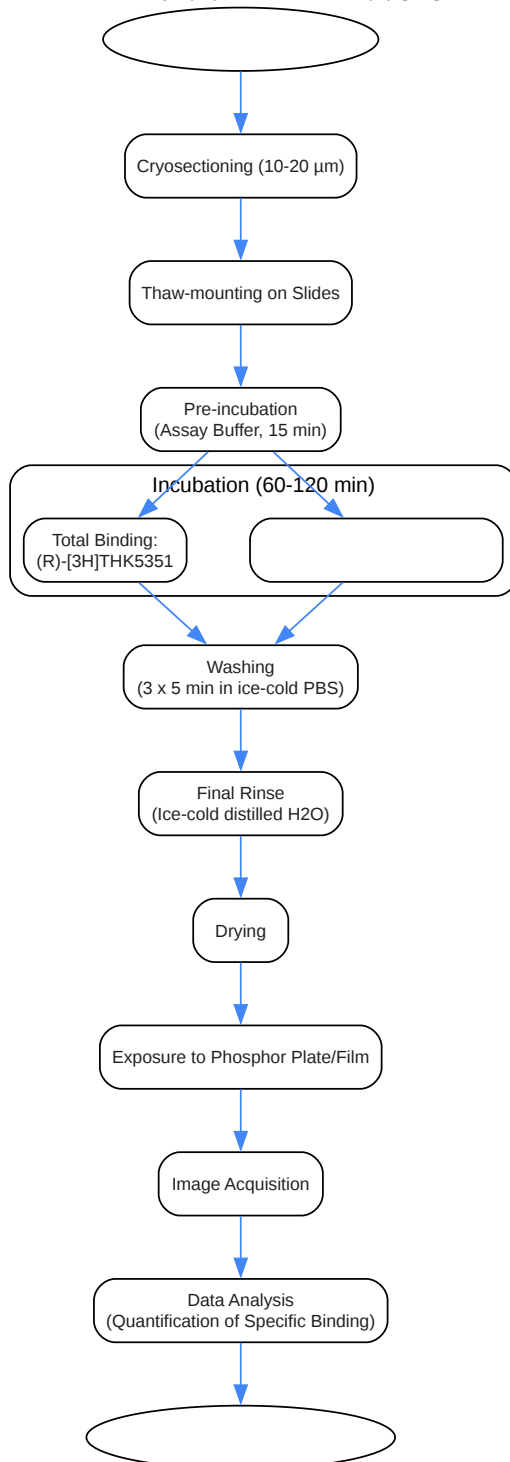 Cryosectioning (10-20 µm)
Thaw-mounting on Slides
Pre-incubation
(Assay Buffer, 15 min)
Incubation (60-120 min)
Total Binding:
(R)-[3H]THK5351
Washing
(3 x 5 min in ice-cold PBS)
Final Rinse
(Ice-cold distilled H2O)
Drying
Exposure to Phosphor Plate/Film
Image Acquisition
Data Analysis
(Quantification of Specific Binding)